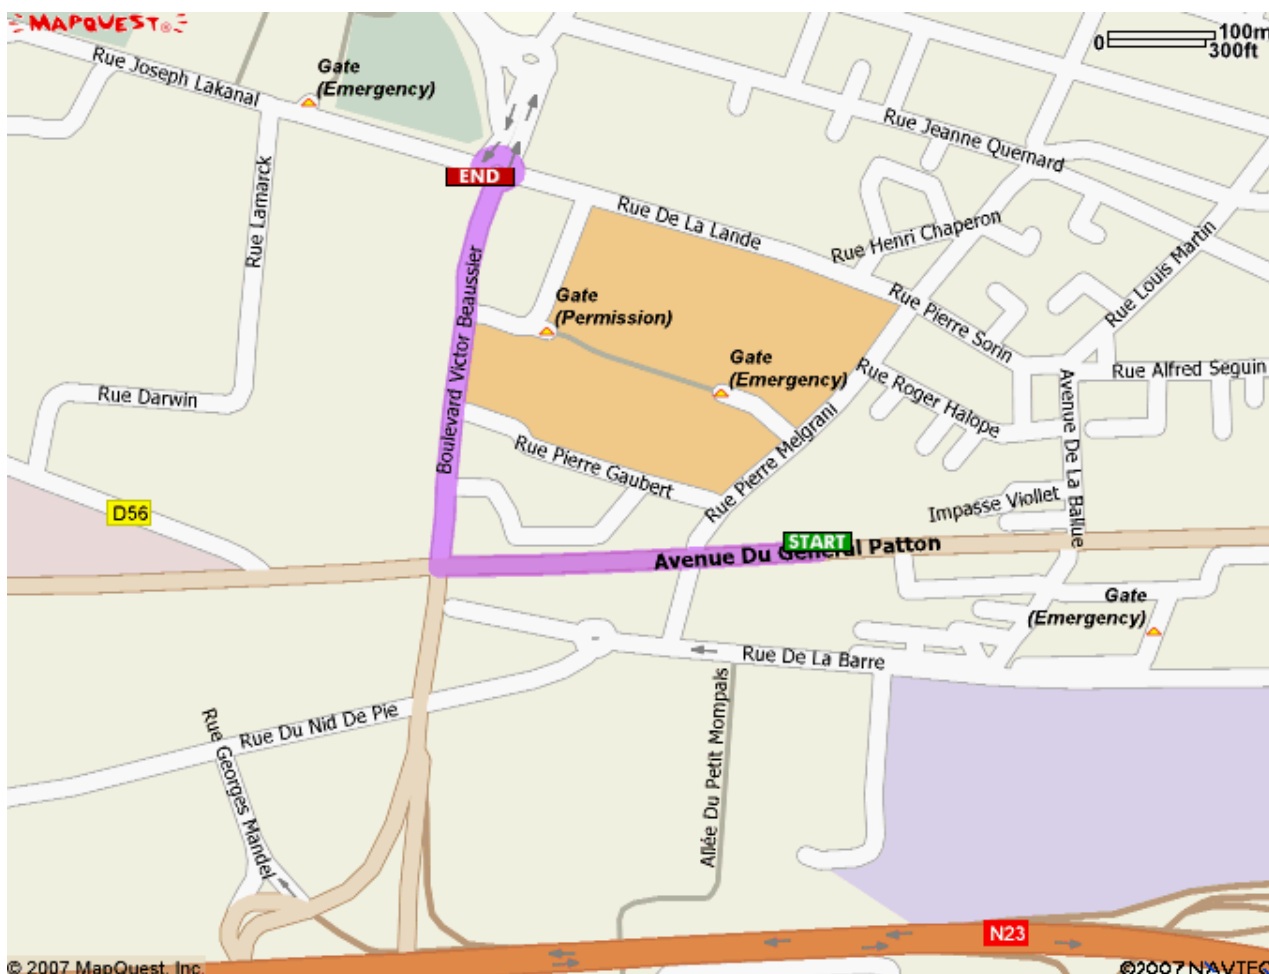 MAPQUEST®
100m
0
300ft
Rue Joseph Lakanal
Gate
(Emergency)
Rue Jeanne Quernard
END
Rue Lamarck
Rue De La Lande
Rue Henri Chaperon
Rue Louis Martin
Boulevard Victor Beaussier
Gate
(Permission)
Rue Pierre Sorin
Gate
(Emergency)
Rue Alfred Seguin
Rue Darwin
Rue Roger Halope
Avenue De La Ballue
Rue Pierre Melgrani
Rue Pierre Gaubert
D56
Impasse Viollet
START
Avenue Du General Patton
Gate
(Emergency)
Rue De La Barre
Rue Du Nid De Pie
Rue Georges Mandel
Allée Du Petit Mompals
N23
© 2007 MapQuest, Inc.
©2007 NAVTEQ